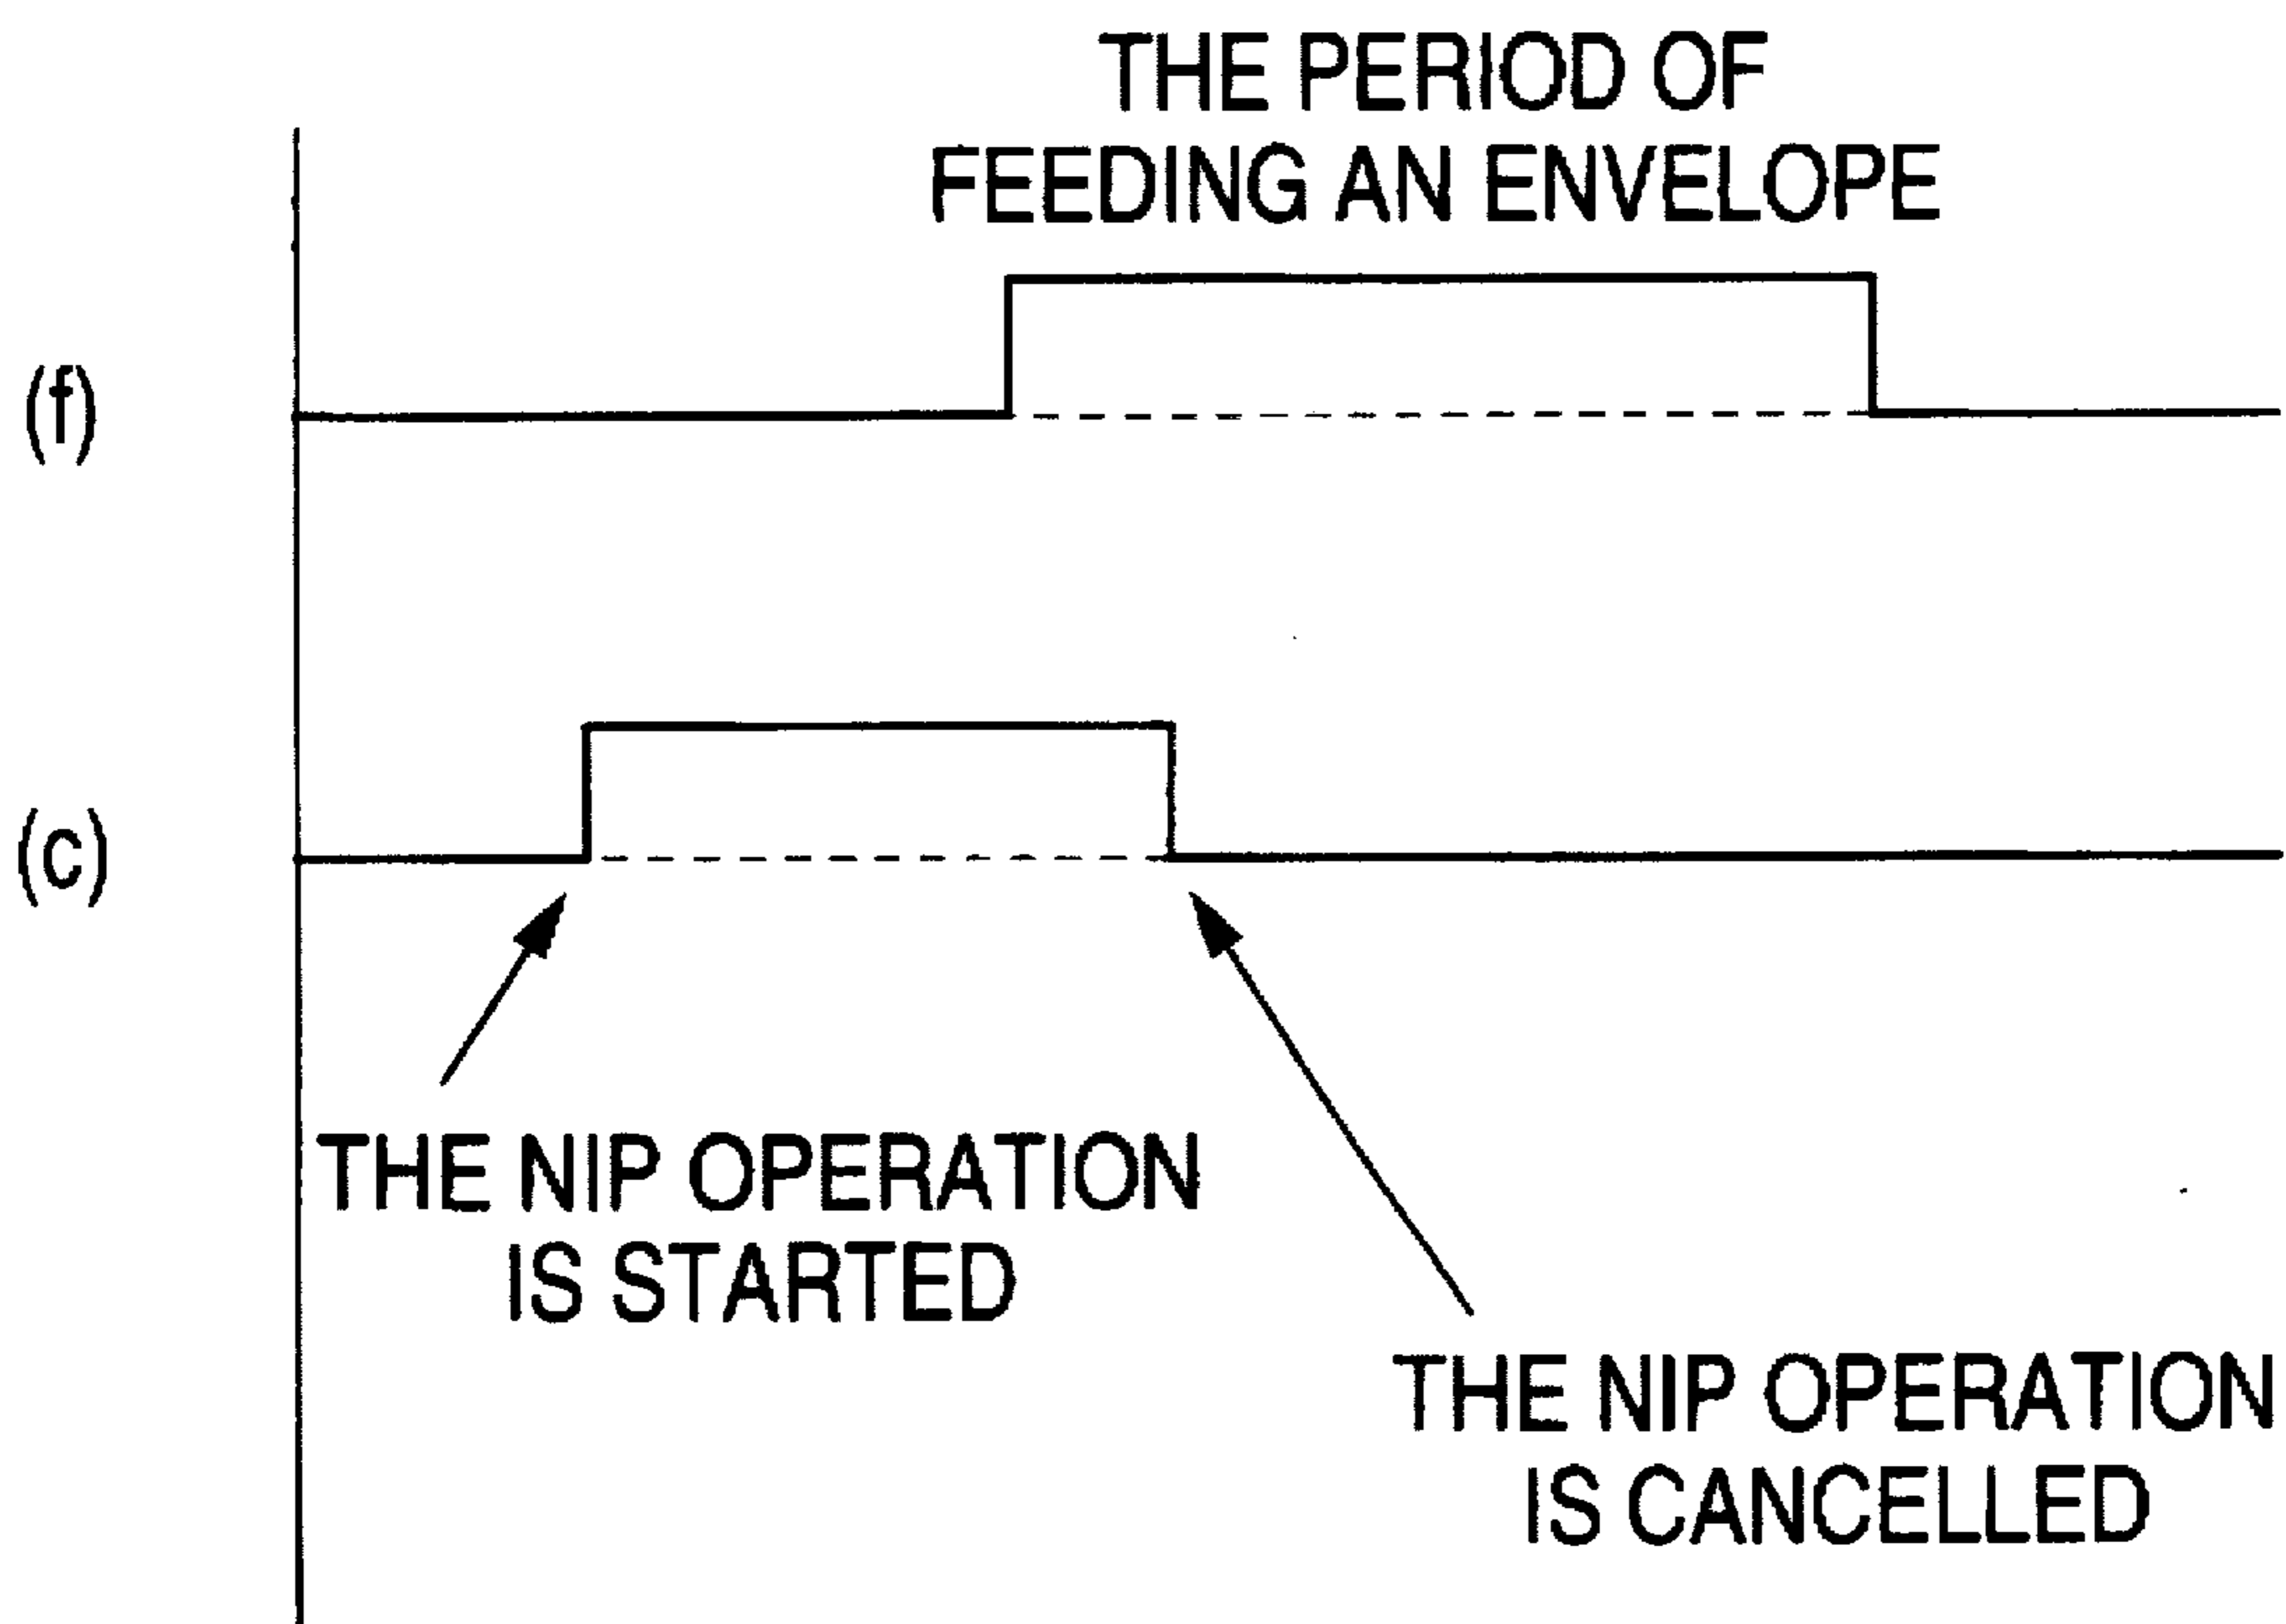 THE PERIOD OF
FEEDING AN ENVELOPE
(f)
(c)
THE NIP OPERATION
IS STARTED
THE NIP OPERATION
IS CANCELLED